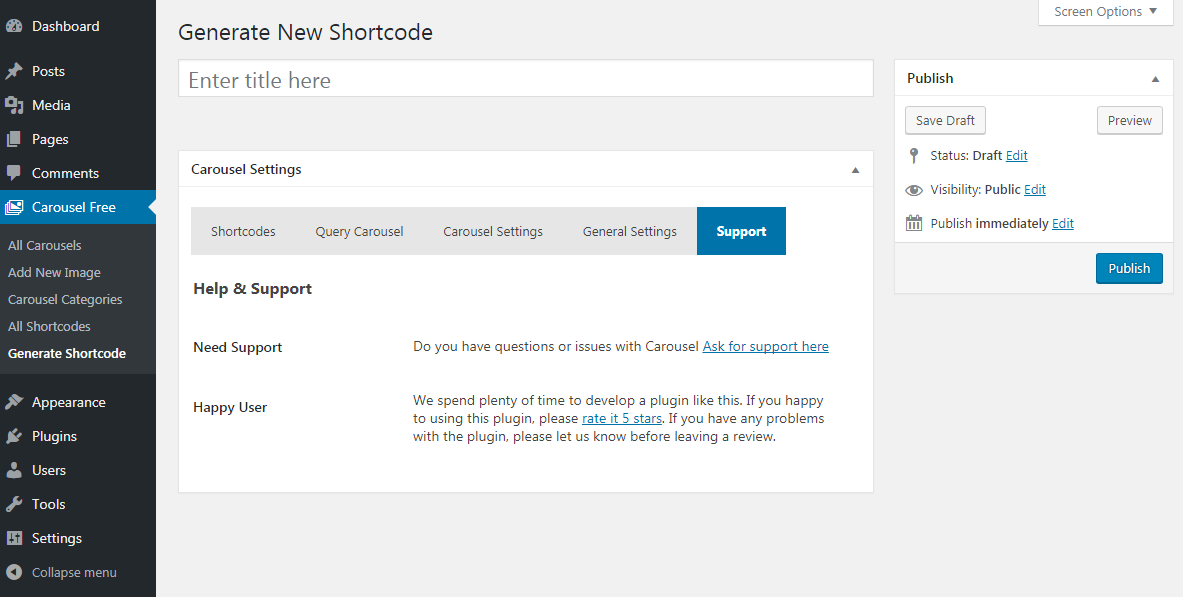 Dashboard
Posts
Media
Pages
Comments
Carousel Free
All Carousels
Add New Image
Carousel Categories
All Shortcodes
Generate Shortcode
Appearance
Plugins
Users
Tools
Settings
Collapse menu
Screen Options
Generate New Shortcode
Enter title here
Carousel Settings
Shortcodes Query Carousel Carousel Settings General Settings Support
Help & Support
Need Support
Do you have questions or issues with Carousel Ask for support here
Happy User
We spend plenty of time to develop a plugin like this. If you happy
to using this plugin, please rate it 5 stars. If you have any problems
with the plugin, please let us know before leaving a review.
Publish
Save Draft Preview
Status: Draft Edit
Visibility: Public Edit
Publish immediately Edit
Publish